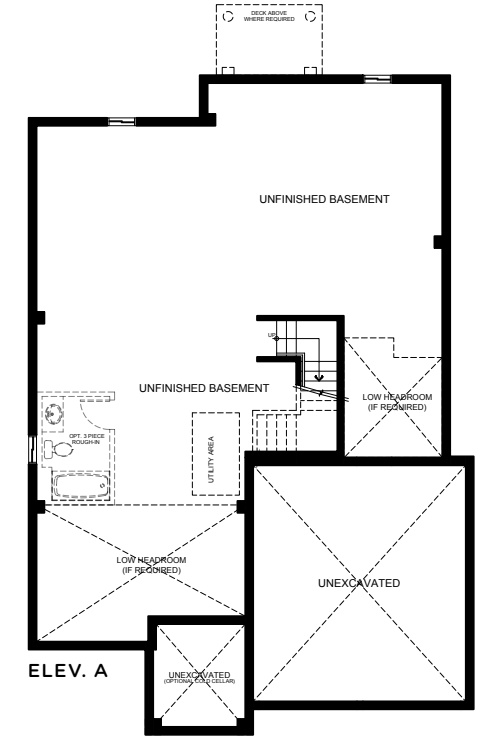 DECK ABOVE
WHERE REQUIRED
UNFINISHED BASEMENT
UP
UNFINISHED BASEMENT
LOW HEADROOM
(IF REQUIRED)
OPT. 3 PIECE
ROUGH-IN
UTILITY AREA
LOW HEADROOM
(IF REQUIRED)
UNEXCAVATED
ELEV. A
UNEXCAVATED
(OPTIONAL COLD CELLAR)